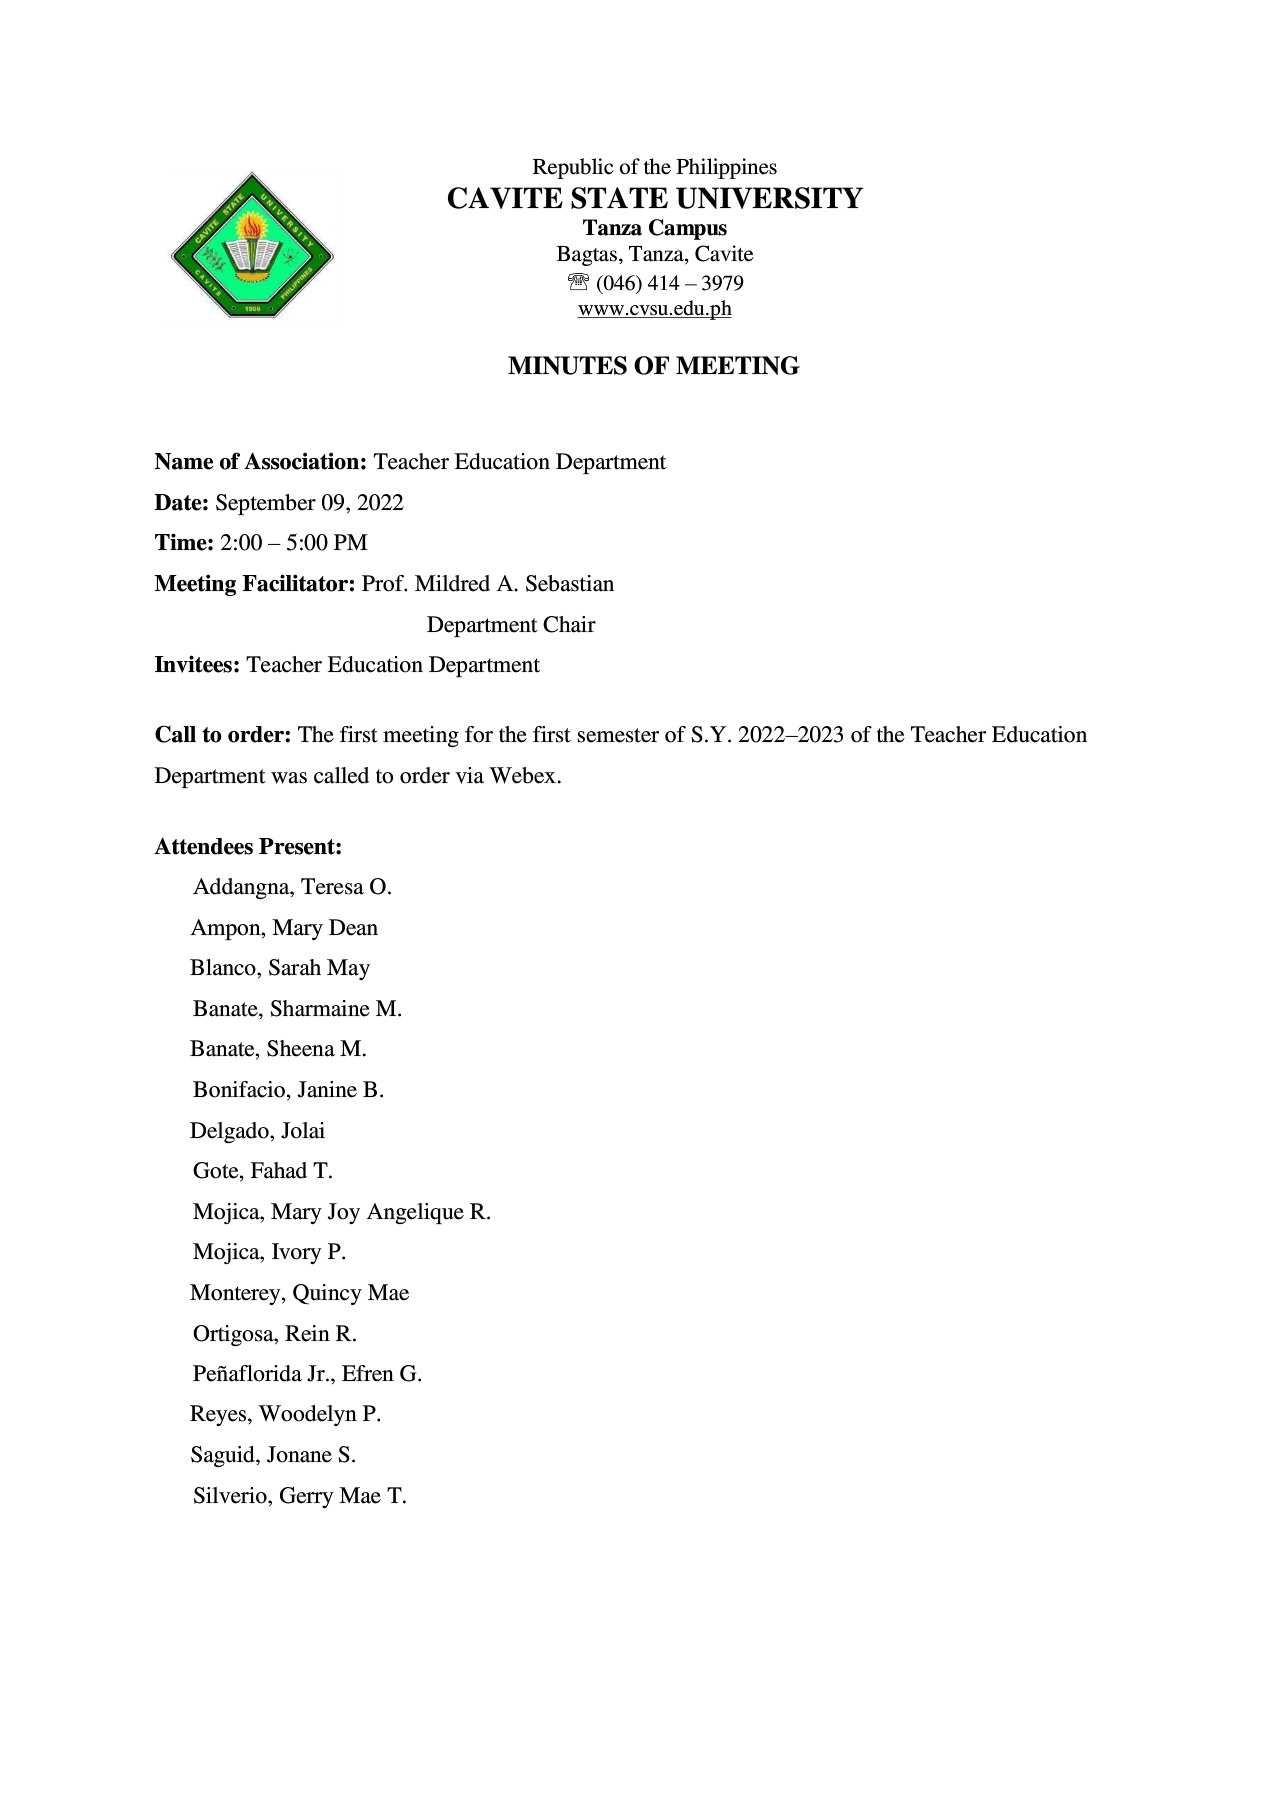 CAVITE STATE UNIVERSITY
CAVITE PHILIPPINES
1906
Republic of the Philippines
CAVITE STATE UNIVERSITY
Tanza Campus
Bagtas, Tanza, Cavite
☏ (046) 414 – 3979
www.cvsu.edu.ph
MINUTES OF MEETING
Name of Association: Teacher Education Department
Date: September 09, 2022
Time: 2:00 – 5:00 PM
Meeting Facilitator: Prof. Mildred A. Sebastian
Department Chair
Invitees: Teacher Education Department
Call to order: The first meeting for the first semester of S.Y. 2022–2023 of the Teacher Education
Department was called to order via Webex.
Attendees Present:
Addangna, Teresa O.
Ampon, Mary Dean
Blanco, Sarah May
Banate, Sharmaine M.
Banate, Sheena M.
Bonifacio, Janine B.
Delgado, Jolai
Gote, Fahad T.
Mojica, Mary Joy Angelique R.
Mojica, Ivory P.
Monterey, Quincy Mae
Ortigosa, Rein R.
Peñaflorida Jr., Efren G.
Reyes, Woodelyn P.
Saguid, Jonane S.
Silverio, Gerry Mae T.